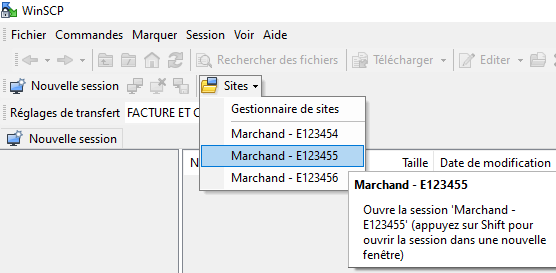 WinSCP
Fichier Commandes Marquer Session Voir Aide
Rechercher des fichiers Télécharger Editer
Nouvelle session Sites
Réglages de transfert FACTURE ET
Gestionnaire de sites
Nouvelle session
Marchand - E123454
Marchand - E123455
Taille Date de modification
Marchand - E123456
Marchand - E123455
Ouvre la session 'Marchand -
E123455' (appuyez sur Shift pour
ouvrir la session dans une nouvelle
fenêtre)